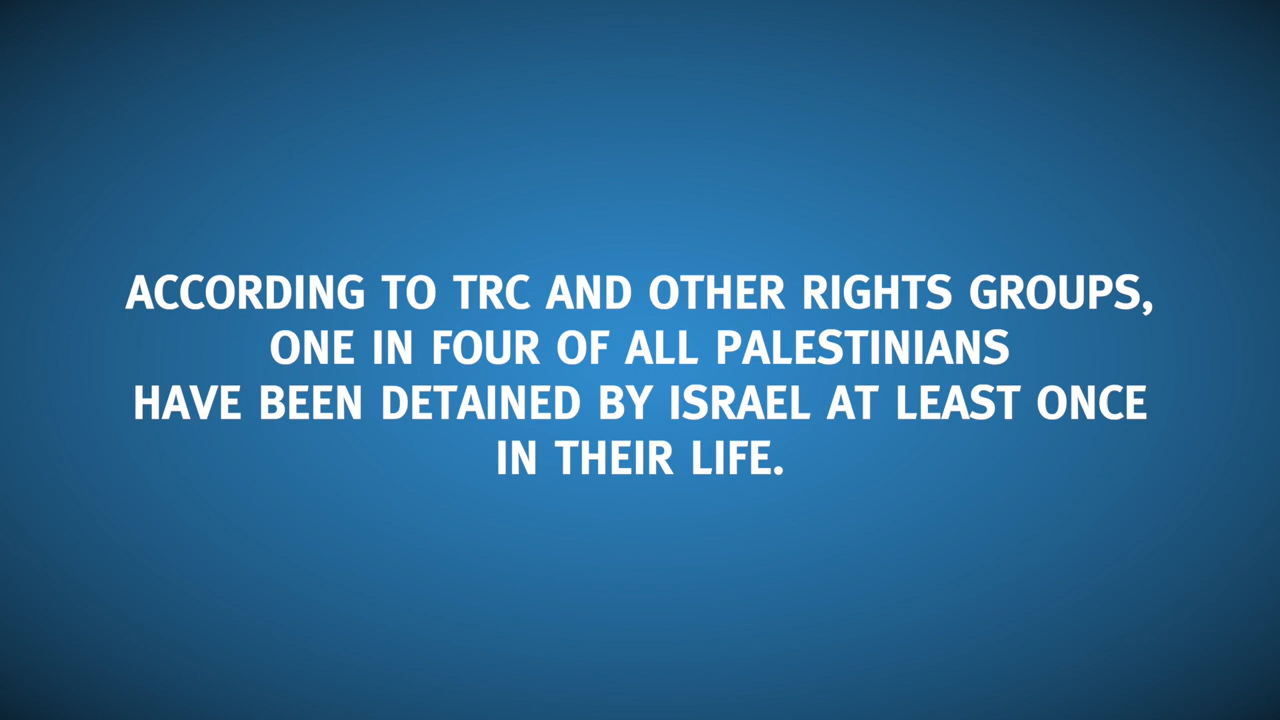 ACCORDING TO TRC AND OTHER RIGHTS GROUPS,
ONE IN FOUR OF ALL PALESTINIANS
HAVE BEEN DETAINED BY ISRAEL AT LEAST ONCE
IN THEIR LIFE.